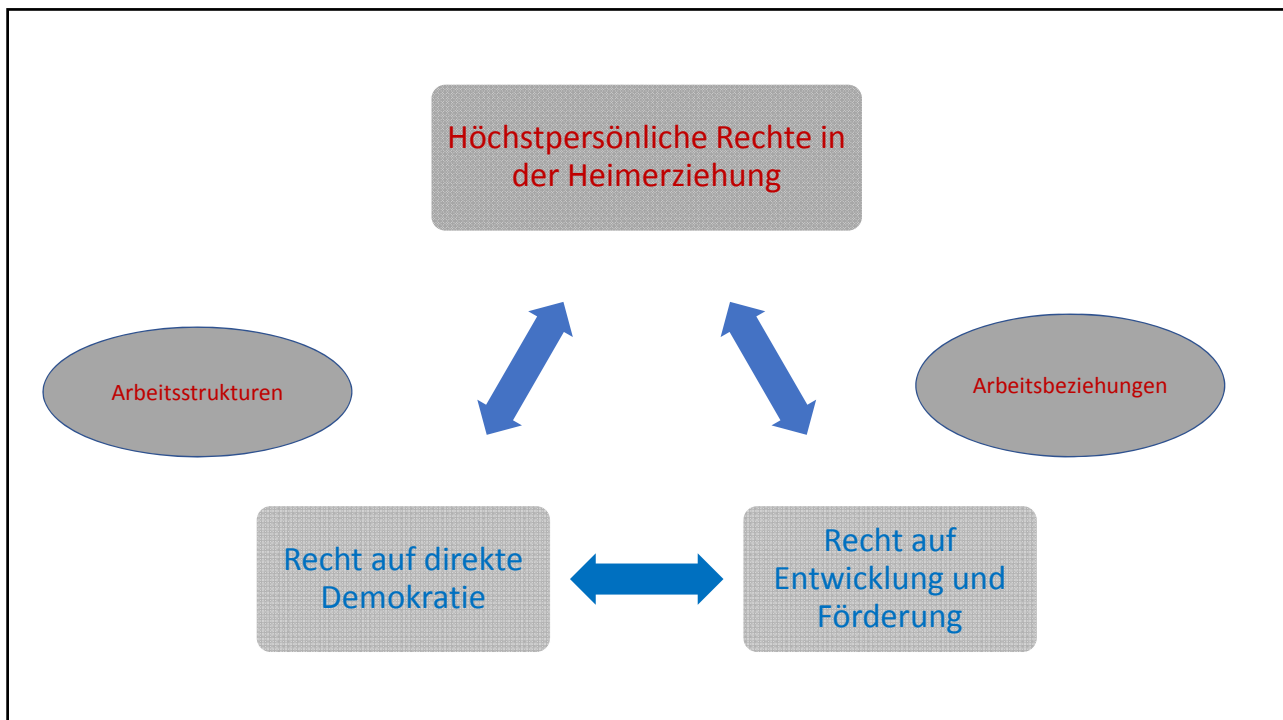 Höchstpersönliche Rechte in
der Heimerziehung
Arbeitsstrukturen
Arbeitsbeziehungen
Recht auf direkte
Demokratie
Recht auf
Entwicklung und
Förderung